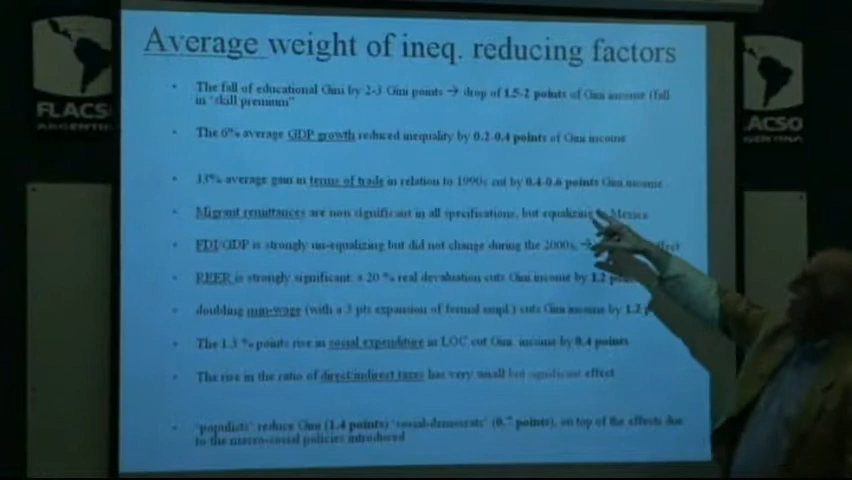 Average weight of ineq. reducing factors
FLACSO
ARGENTINA
ACSO
ENTINA
• The fall of educational Gini by 2-3 Gini points → drop of 1.5-2 points of Gini income (fall
in "skill premium"
• The 6% average GDP growth reduced inequality by 0.2-0.4 points of Gini income
• 33% average gain in terms of trade in relation to 1990s cut by 0.4-0.6 points Gini income
• Migrant remittances are non significant in all specifications, but equalizing Mexico
• FDI/GDP is strongly un-equalizing but did not change during the 2000s, → effect
• REER is strongly significant: a 20 % real devaluation cuts Gini income by 1.2
• doubling min-wage (with a 3 pts expansion of formal empl.) cuts Gini income by 1.2
• The 1.3 % points rise in social expenditure in LOC cut Gini income by 0.4 points
• The rise in the ratio of direct/indirect taxes has very small but significant effect
• 'populists' reduce Gini (1.4 points) 'social-democrats' (0.7 points), on top of the effects due
to the macro-social policies introduced